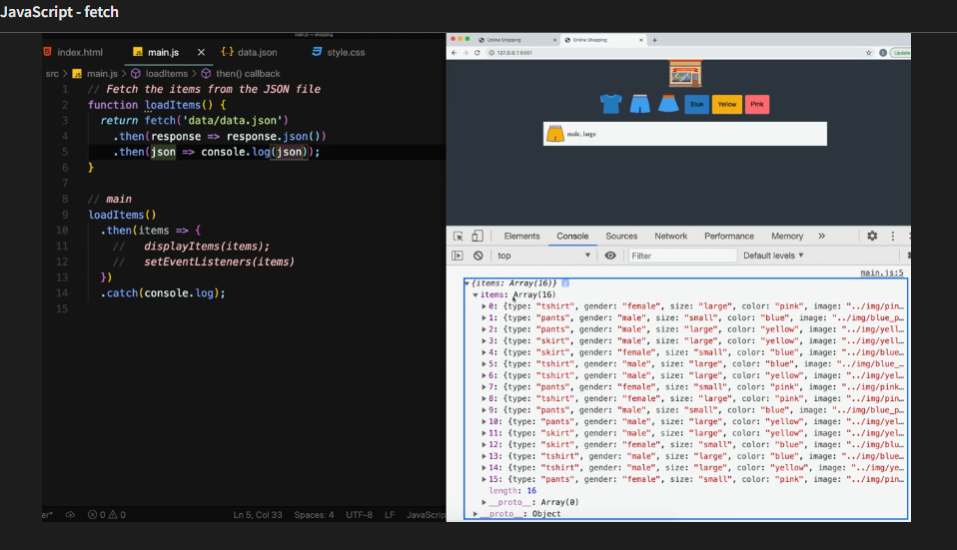 JavaScript - fetch
index.html
main.js
{..} data.json
style.css
src > main.js > loadItems > then() callback
1 // Fetch the items from the JSON file
2 function loadItems() {
3 return fetch('data/data.json')
4 .then(response => response.json())
5 .then(json => console.log(json));
6 }
7
8 // main
9 loadItems()
10 .then(items => {
11 // displayItems(items);
12 // setEventListeners(items)
13 })
14 .catch(console.log);
15
Ln 5, Col 33 Spaces: 4 UTF-8 LF JavaScrip
0 0
Online Shopping
Online Shopping
127.0.0.1:5501
Update
Blue
Yellow
Pink
male, large
Elements Console Sources Network Performance Memory »
top
Filter
Default levels ▼
main.js:5
{items: Array(16)}
items: Array(16)
0: {type: "tshirt", gender: "female", size: "large", color: "pink", image: "../img/pin…
1: {type: "pants", gender: "male", size: "small", color: "blue", image: "../img/blue_p…
2: {type: "pants", gender: "male", size: "large", color: "yellow", image: "../img/yell…
3: {type: "skirt", gender: "male", size: "large", color: "yellow", image: "../img/yell…
4: {type: "skirt", gender: "female", size: "small", color: "blue", image: "../img/blue…
5: {type: "tshirt", gender: "male", size: "large", color: "blue", image: "../img/blue_…
6: {type: "tshirt", gender: "male", size: "large", color: "yellow", image: "../img/yel…
7: {type: "pants", gender: "female", size: "small", color: "pink", image: "../img/pink…
8: {type: "tshirt", gender: "female", size: "large", color: "pink", image: "../img/pin…
9: {type: "pants", gender: "male", size: "small", color: "blue", image: "../img/blue_p…
10: {type: "pants", gender: "male", size: "large", color: "yellow", image: "../img/yel…
11: {type: "skirt", gender: "male", size: "large", color: "yellow", image: "../img/yel…
12: {type: "skirt", gender: "female", size: "small", color: "blue", image: "../img/blu…
13: {type: "tshirt", gender: "male", size: "large", color: "blue", image: "../img/blue…
14: {type: "tshirt", gender: "male", size: "large", color: "yellow", image: "../img/ye…
15: {type: "pants", gender: "female", size: "small", color: "pink", image: "../img/pin…
length: 16
__proto__: Array(0)
__proto__: Object